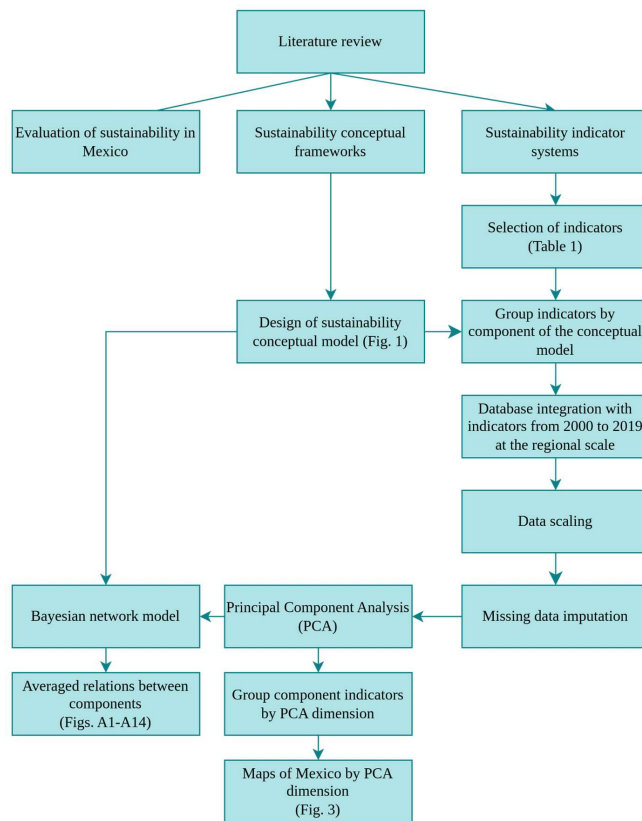 Literature review
Evaluation of sustainability in
Mexico
Sustainability conceptual
frameworks
Sustainability indicator
systems
Selection of indicators
(Table 1)
Design of sustainability
conceptual model (Fig. 1)
Group indicators by
component of the conceptual
model
Database integration with
indicators from 2000 to 2019
at the regional scale
Data scaling
Bayesian network model
Principal Component Analysis
(PCA)
Missing data imputation
Averaged relations between
components
(Figs. A1-A14)
Group component indicators
by PCA dimension
Maps of Mexico by PCA
dimension
(Fig. 3)